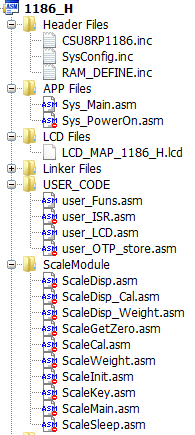 1186_H
Header Files
CSU8RP1186.inc
SysConfig.inc
RAM_DEFINE.inc
APP Files
Sys_Main.asm
Sys_PowerOn.asm
LCD Files
LCD_MAP_1186_H.lcd
Linker Files
USER_CODE
user_Funs.asm
user_ISR.asm
user_LCD.asm
user_OTP_store.asm
ScaleModule
ScaleDisp.asm
ScaleDisp_Cal.asm
ScaleDisp_Weight.asm
ScaleGetZero.asm
ScaleCal.asm
ScaleWeight.asm
ScaleInit.asm
ScaleKey.asm
ScaleMain.asm
ScaleSleep.asm